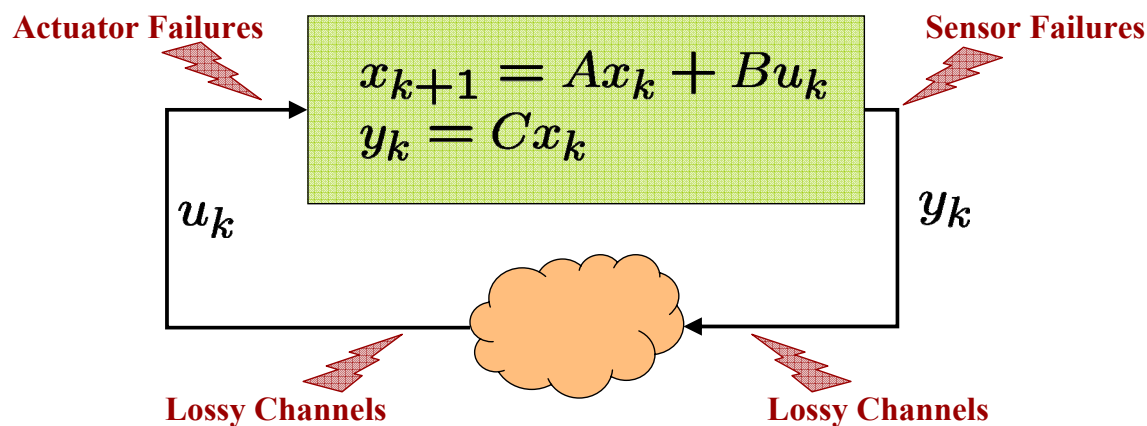 Actuator Failures
Sensor Failures
x_{k+1} = Ax_k + Bu_k
y_k = Cx_k
u_k
y_k
Lossy Channels
Lossy Channels